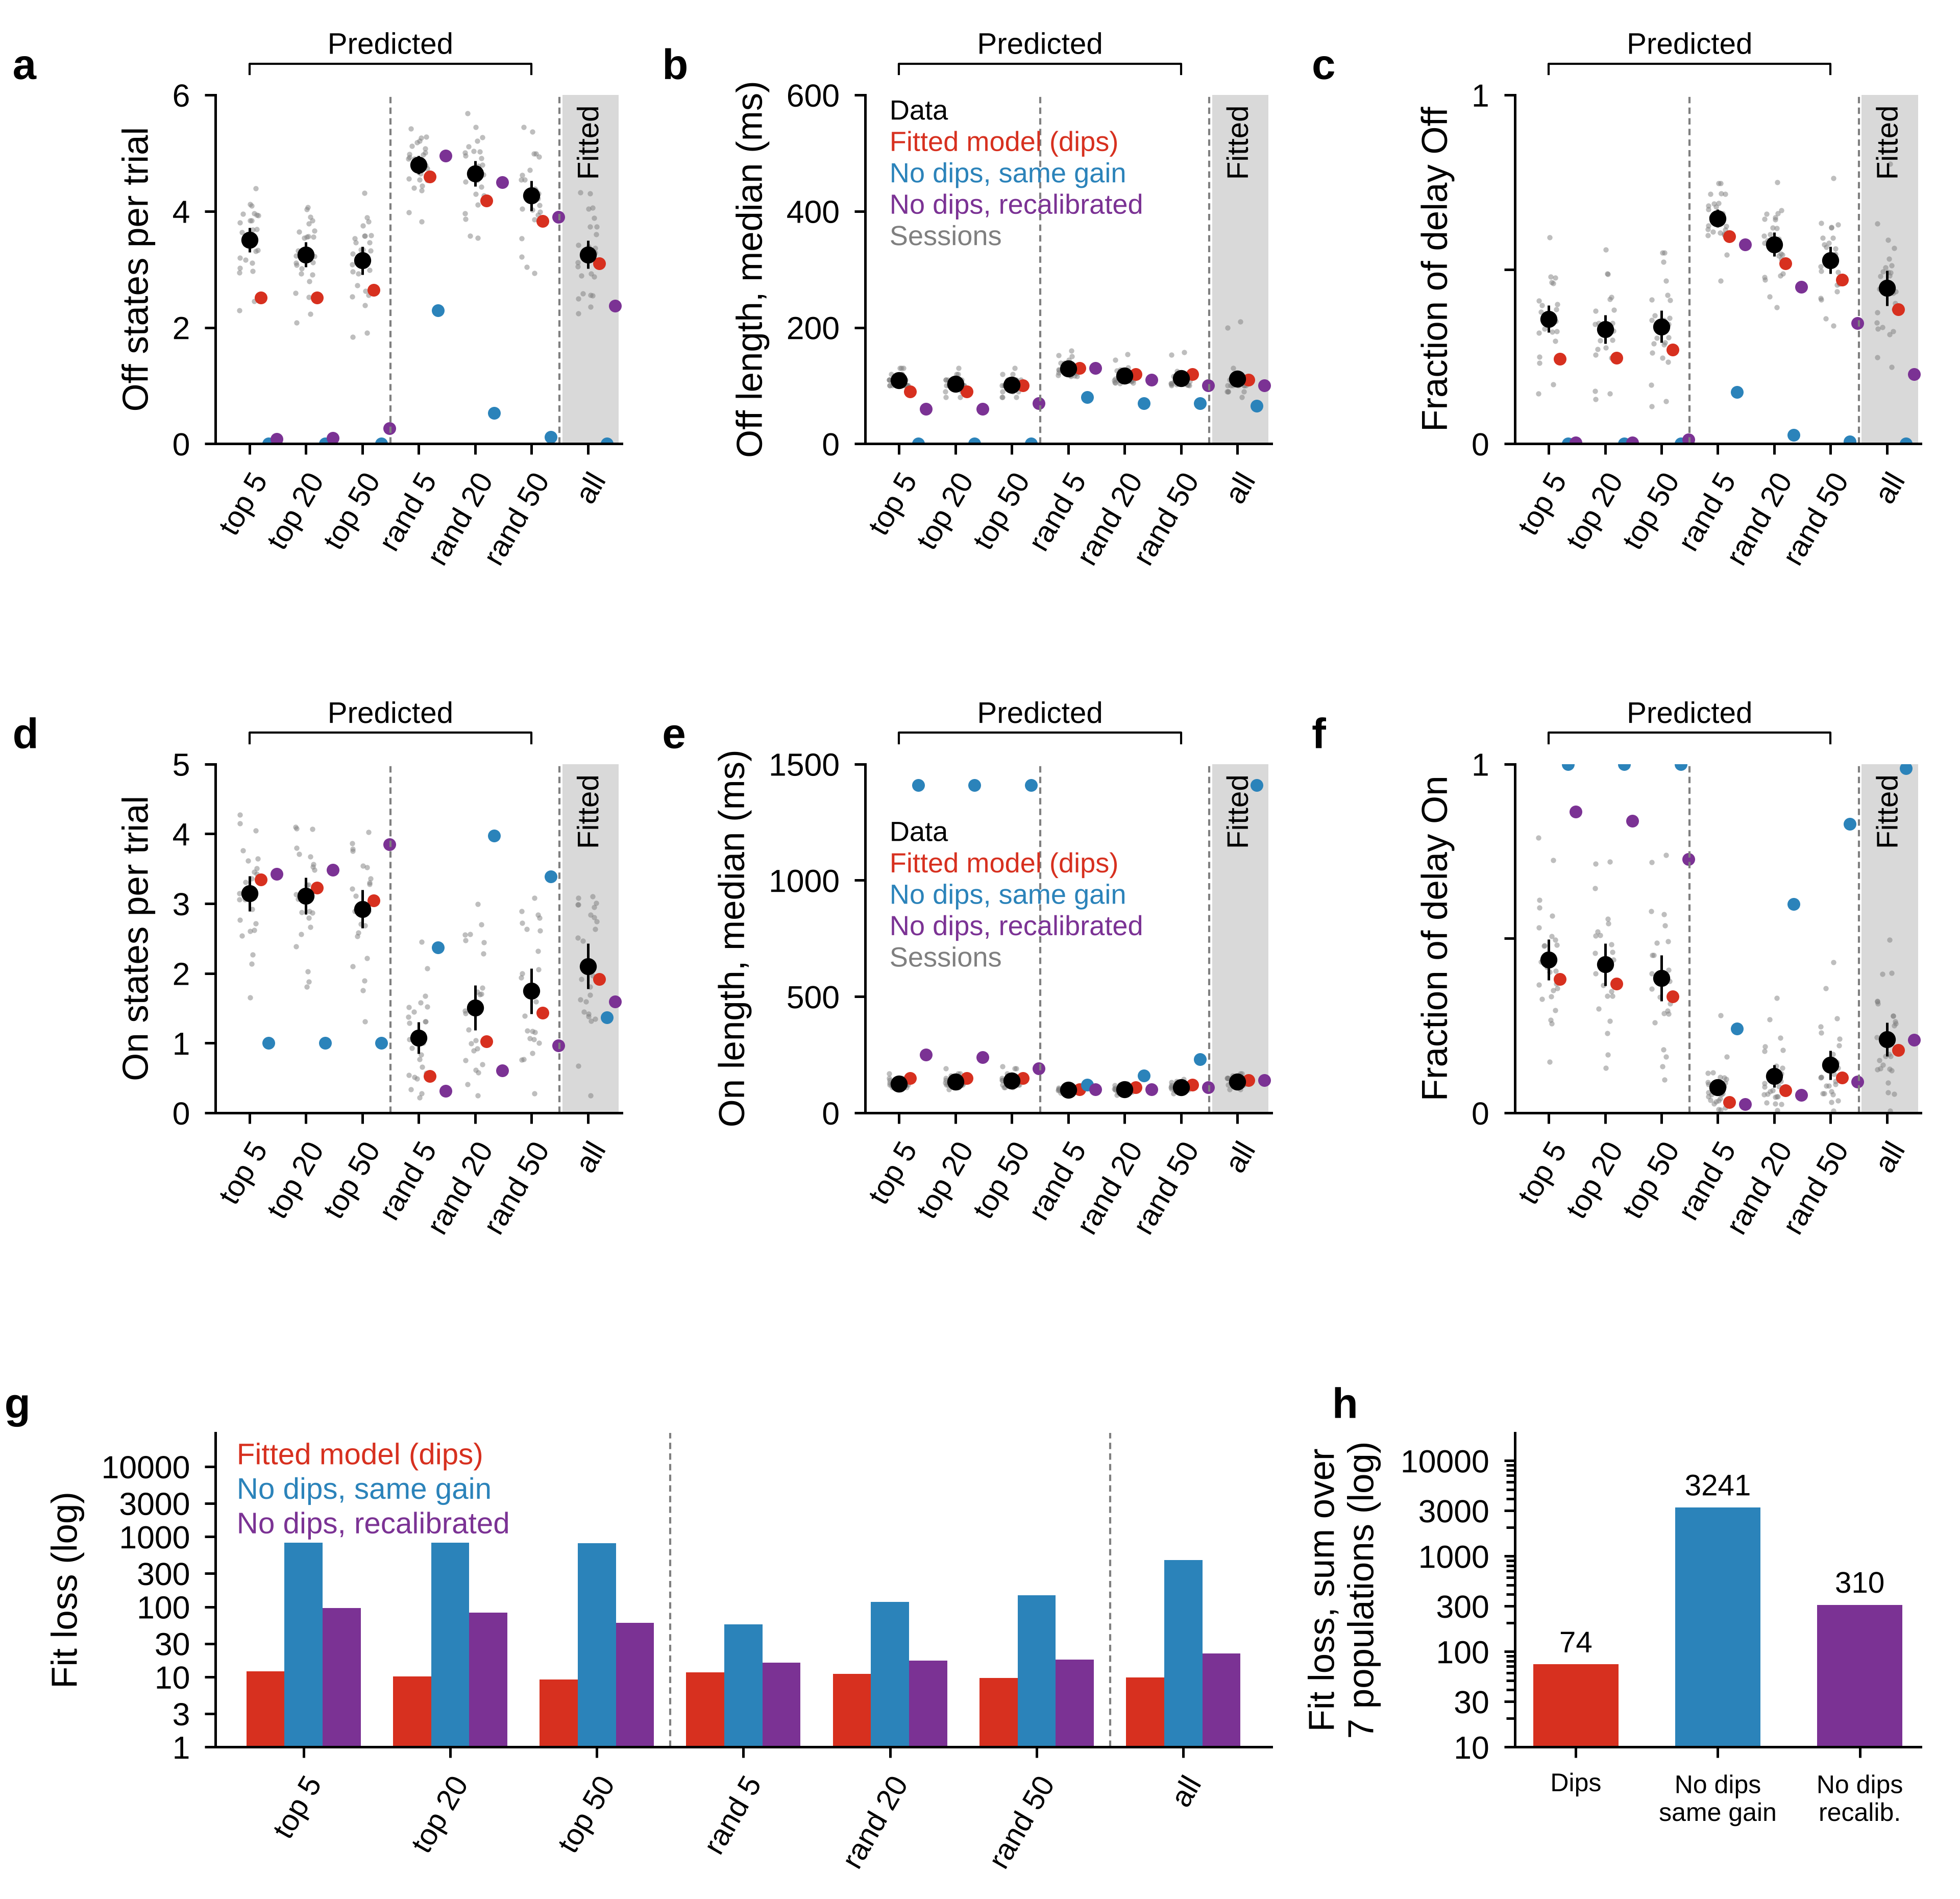 a
Predicted
Off states per trial
6
4
2
0
Fitted
top 5
top 20
top 50
rand 5
rand 20
rand 50
all
b
Predicted
Off length, median (ms)
600
400
200
0
Data
Fitted model (dips)
No dips, same gain
No dips, recalibrated
Sessions
Fitted
top 5
top 20
top 50
rand 5
rand 20
rand 50
all
c
Predicted
Fraction of delay Off
1
0
Fitted
top 5
top 20
top 50
rand 5
rand 20
rand 50
all
d
Predicted
On states per trial
5
4
3
2
1
0
Fitted
top 5
top 20
top 50
rand 5
rand 20
rand 50
all
e
Predicted
On length, median (ms)
1500
1000
500
0
Data
Fitted model (dips)
No dips, same gain
No dips, recalibrated
Sessions
Fitted
top 5
top 20
top 50
rand 5
rand 20
rand 50
all
f
Predicted
Fraction of delay On
1
0
Fitted
top 5
top 20
top 50
rand 5
rand 20
rand 50
all
g
Fit loss (log)
10000
3000
1000
300
100
30
10
3
1
Fitted model (dips)
No dips, same gain
No dips, recalibrated
top 5
top 20
top 50
rand 5
rand 20
rand 50
all
h
Fit loss, sum over
7 populations (log)
10000
3000
1000
300
100
30
10
74
3241
310
Dips
No dips
same gain
No dips
recalib.